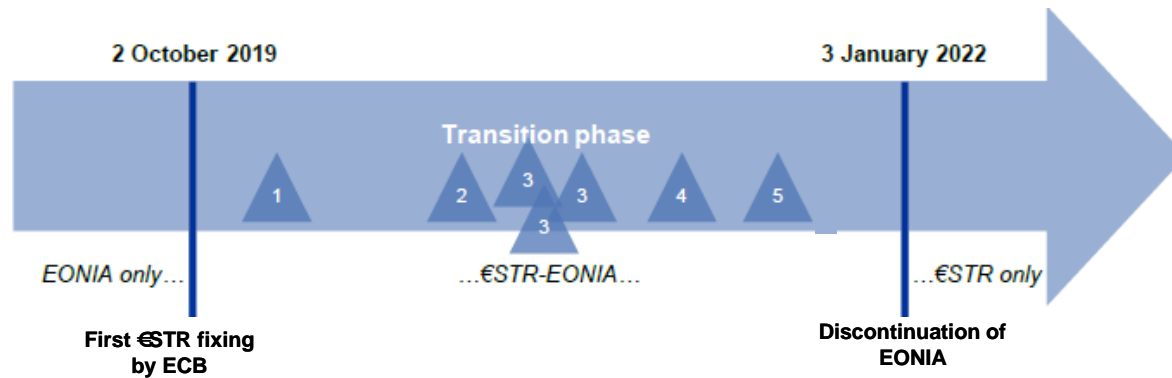 2 October 2019
3 January 2022
Transition phase
1
2
3
3
3
4
5
EONIA only…
…€STR-EONIA…
…€STR only
First €STR fixing
by ECB
Discontinuation of
EONIA